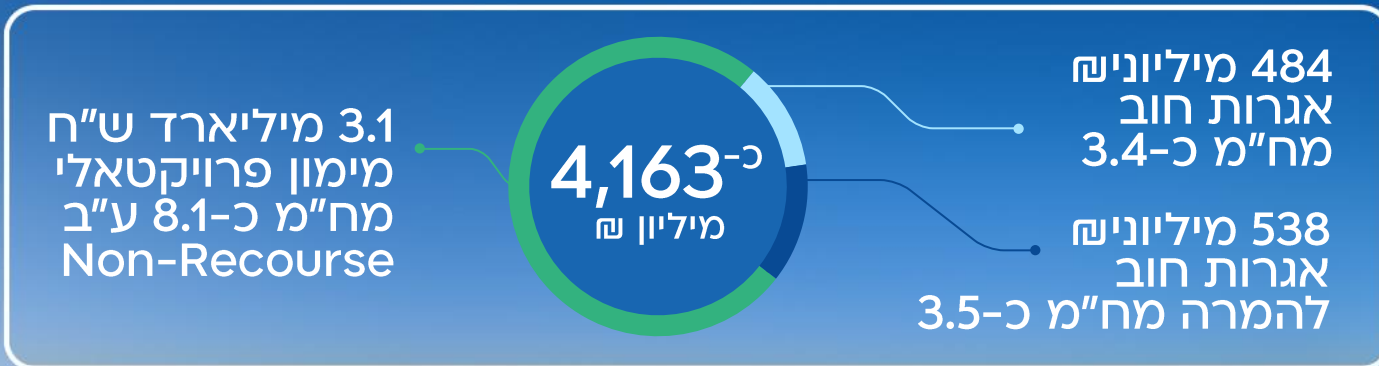 484 מיליוני₪
אגרות חוב
מח"מ כ-3.4
538 מיליוני₪
אגרות חוב
להמרה מח"מ כ-3.5
כ-4,163
מיליון ₪
3.1 מיליארד ש"ח
מימון פרויקטאלי
מח"מ כ-8.1 ע"ב
Non-Recourse